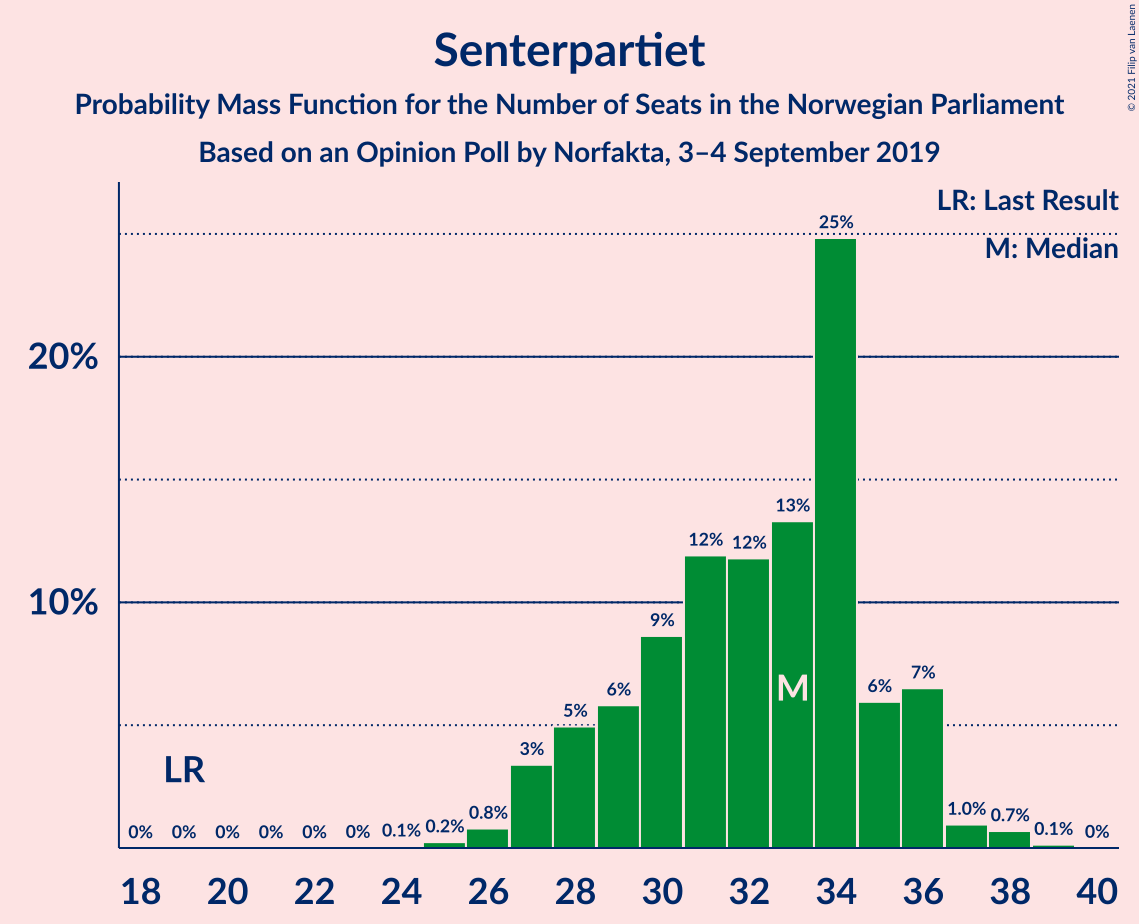 Senterpartiet
Probability Mass Function for the Number of Seats in the Norwegian Parliament
Based on an Opinion Poll by Norfakta, 3–4 September 2019
© 2021 Filip van Laenen
LR: Last Result
M: Median
20%
10%
0% 0% 0% 0% 0% 0% 0.1% 0.2% 0.8% 3% 5% 6% 9% 12% 12% 13% 25% 6% 7% 1.0% 0.7% 0.1% 0%
LR
M
18 20 22 24 26 28 30 32 34 36 38 40